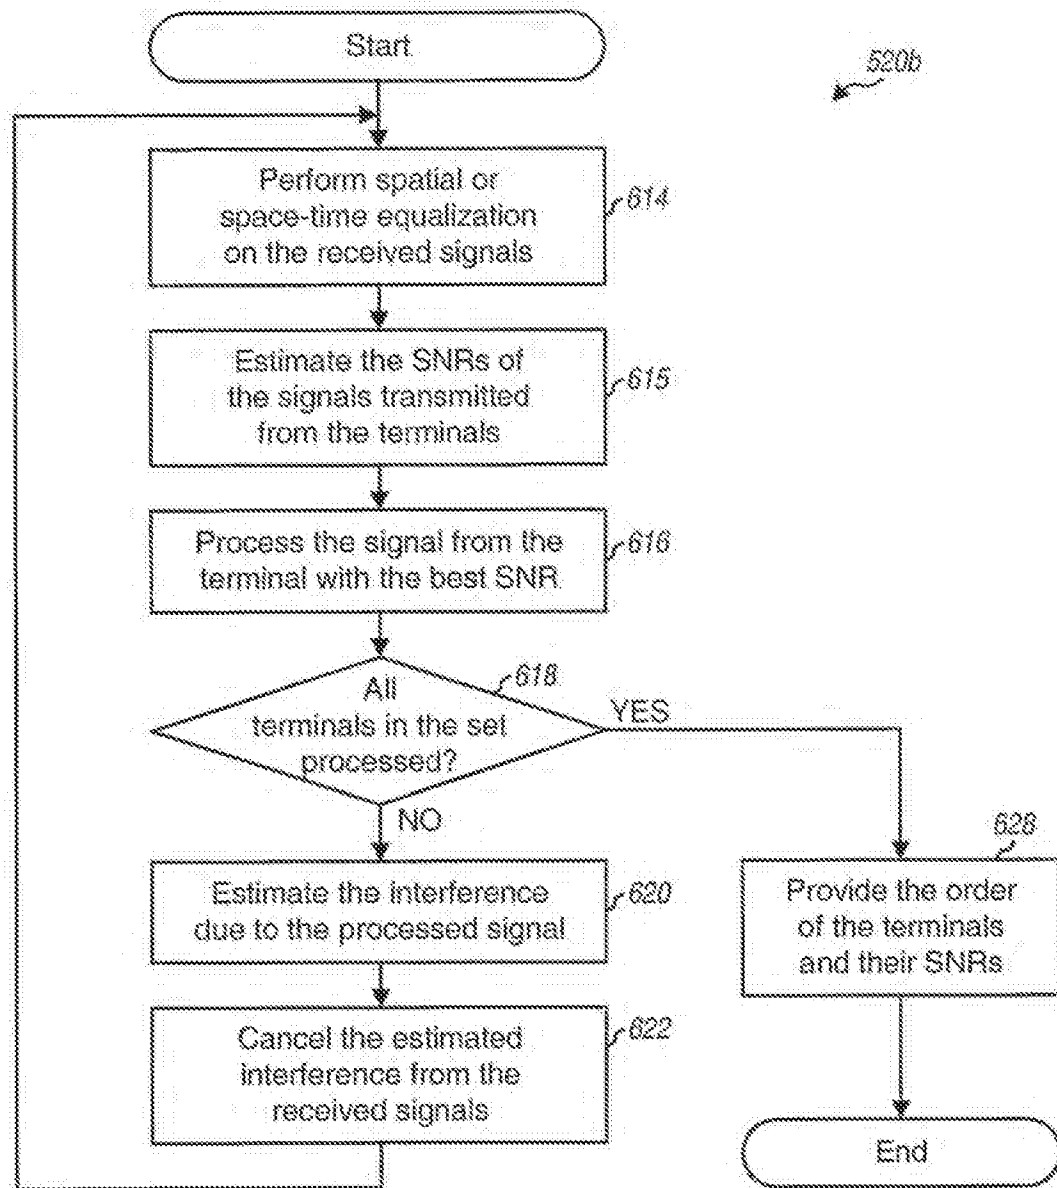 Start
520b
Perform spatial or
space-time equalization
on the received signals
614
Estimate the SNRs of
the signals transmitted
from the terminals
615
Process the signal from the
terminal with the best SNR
616
618
All
terminals in the set
processed?
YES
NO
Estimate the interference
due to the processed signal
620
628
Provide the order
of the terminals
and their SNRs
Cancel the estimated
interference from the
received signals
622
End